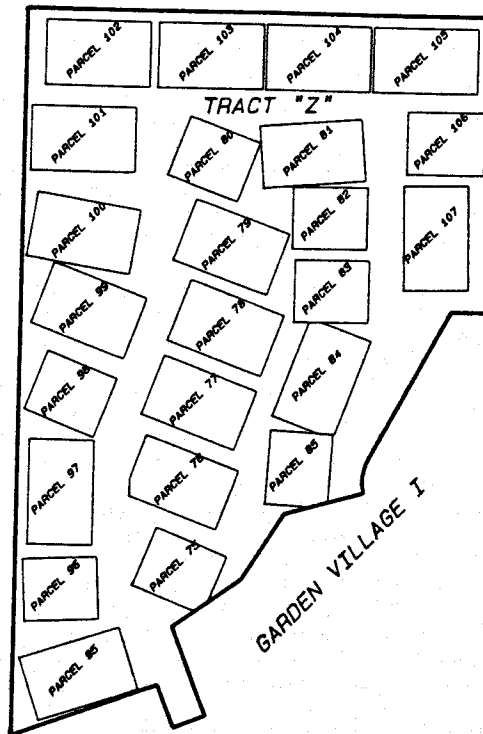 PARCEL 102
PARCEL 103
PARCEL 104
PARCEL 105
TRACT "Z"
PARCEL 101
PARCEL 80
PARCEL 81
PARCEL 106
PARCEL 100
PARCEL 79
PARCEL 82
PARCEL 107
PARCEL 99
PARCEL 78
PARCEL 83
PARCEL 98
PARCEL 77
PARCEL 84
PARCEL 97
PARCEL 76
PARCEL 85
PARCEL 96
PARCEL 75
GARDEN VILLAGE I
PARCEL 95